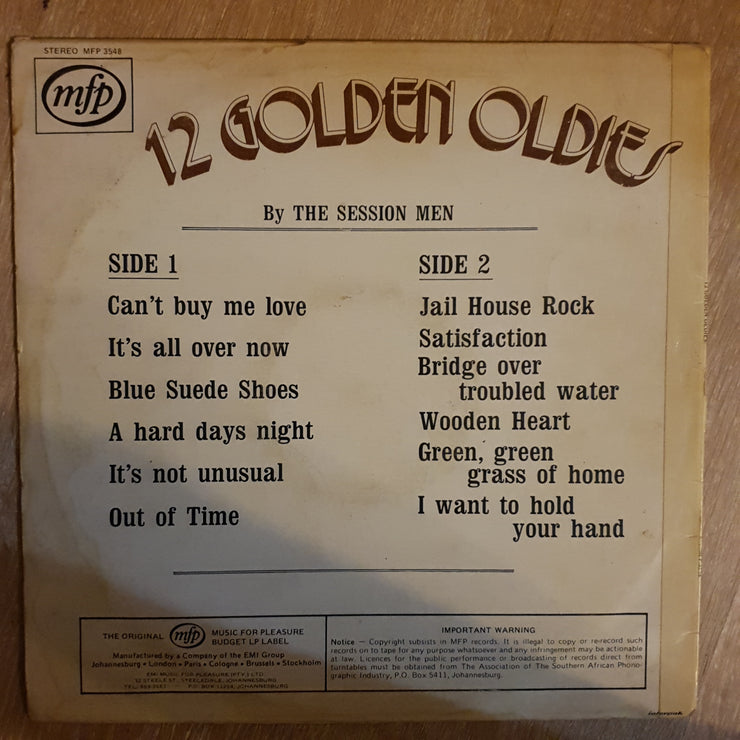 STEREO MFP 3548
mfp
12 GOLDEN OLDIES
By THE SESSION MEN
SIDE 1
Can't buy me love
It's all over now
Blue Suede Shoes
A hard days night
It's not unusual
Out of Time
SIDE 2
Jail House Rock
Satisfaction
Bridge over
troubled water
Wooden Heart
Green, green
grass of home
I want to hold
your hand
THE ORIGINAL mfp MUSIC FOR PLEASURE
BUDGET LP LABEL
Manufactured by a Company of the EMI Group
Johannesburg • London • Paris • Cologne • Brussels • Stockholm
EMI MUSIC FOR PLEASURE (PTY.) LTD.
STEELEDALE, JOHANNESBURG
P.O. BOX JOHANNESBURG
IMPORTANT WARNING
Notice — Copyright subsists in MFP records. It is illegal to copy or re-record such
records on to tape for any purpose whatsoever and any infringement may be actionable
at law. Licences for the public performance or broadcasting of records direct from
turntables must be obtained from The Association of The Southern African Phono-
graphic Industry, P.O. Box 5411, Johannesburg.
interpak